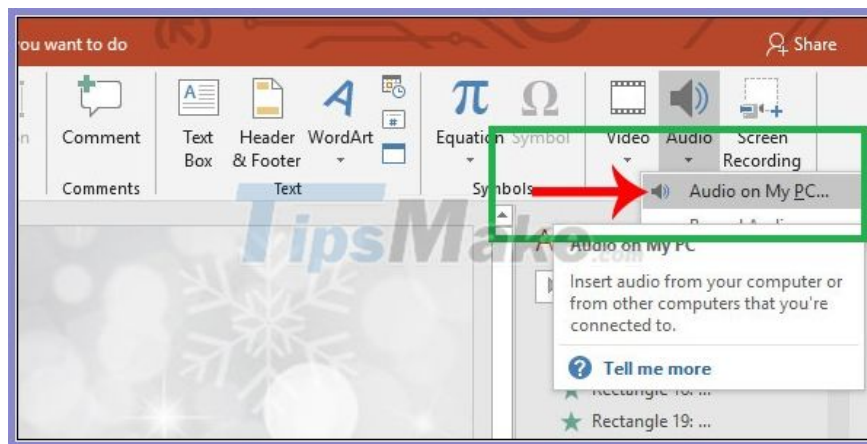 you want to do
Share
Comment
Text Box
Header & Footer
WordArt
Equation
Symbol
Video
Audio
Screen Recording
Comments
Text
Symbols
Audio on My PC...
TipsMake.com
Audio on My PC
Insert audio from your computer or
from other computers that you're
connected to.
Tell me more
Rectangle 19: ...